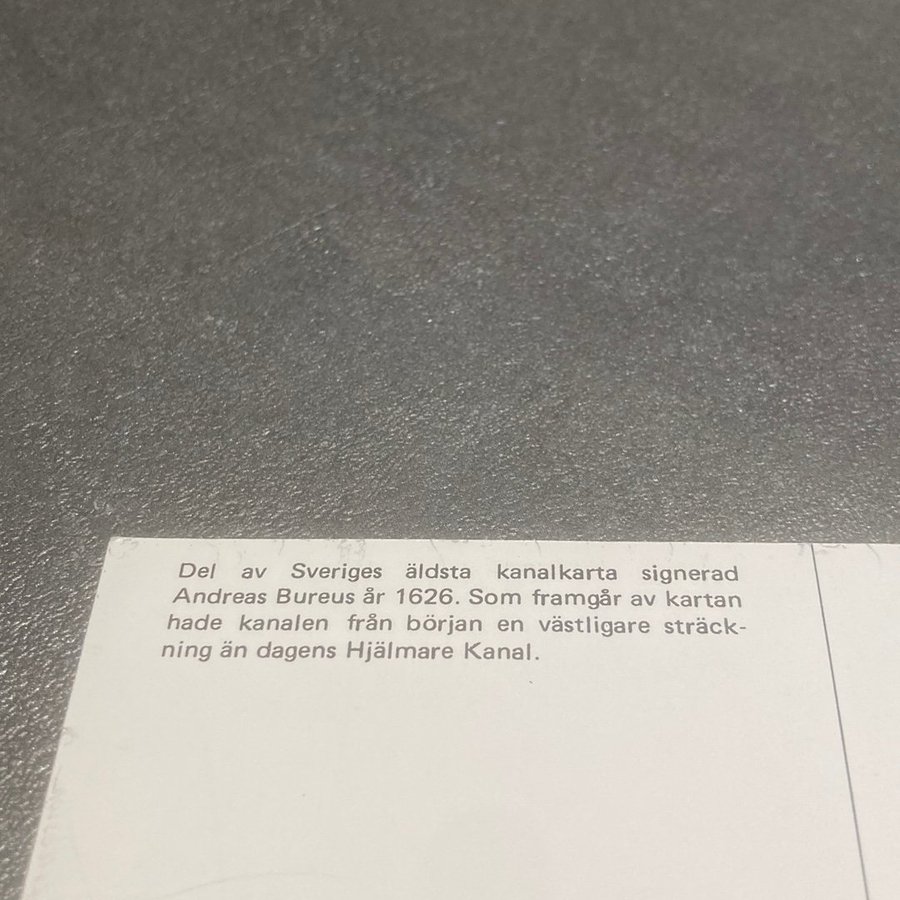 Del av Sveriges äldsta kanalkarta signerad
Andreas Bureus år 1626. Som framgår av kartan
hade kanalen från början en västligare sträck-
ning än dagens Hjälmare Kanal.